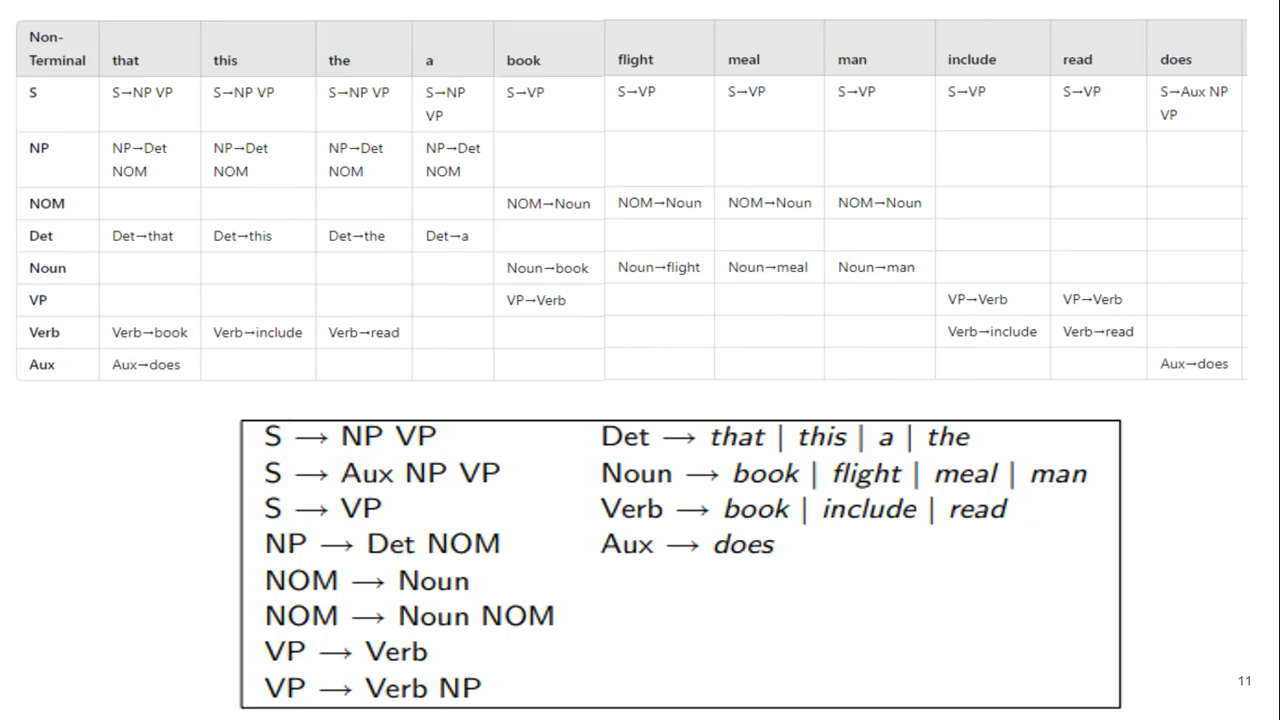 Non-
Terminal that this the a book flight meal man include read does
S S→NP VP S→NP VP S→NP VP S→NP S→VP S→VP S→VP S→VP S→VP S→VP S→Aux NP
VP VP
NP NP→Det NP→Det NP→Det NP→Det
NOM NOM NOM NOM
NOM NOM→Noun NOM→Noun NOM→Noun NOM→Noun
Det Det→that Det→this Det→the Det→a
Noun Noun→book Noun→flight Noun→meal Noun→man
VP VP→Verb VP→Verb VP→Verb
Verb Verb→book Verb→include Verb→read Verb→include Verb→read
Aux Aux→does Aux→does
S → NP VP Det → that | this | a | the
S → Aux NP VP Noun → book | flight | meal | man
S → VP Verb → book | include | read
NP → Det NOM Aux → does
NOM → Noun
NOM → Noun NOM
VP → Verb
VP → Verb NP
11